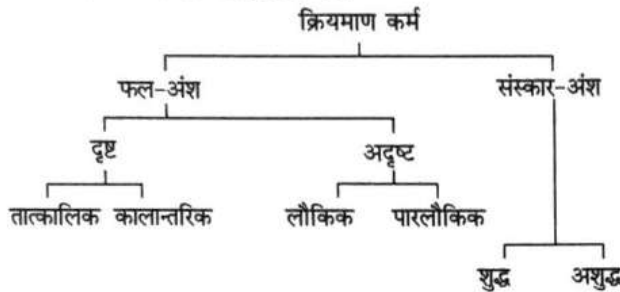 क्रियमाण कर्म
फल-अंश संस्कार-अंश
दृष्ट अदृष्ट
तात्कालिक कालान्तरिक लौकिक पारलौकिक
शुद्ध अशुद्ध